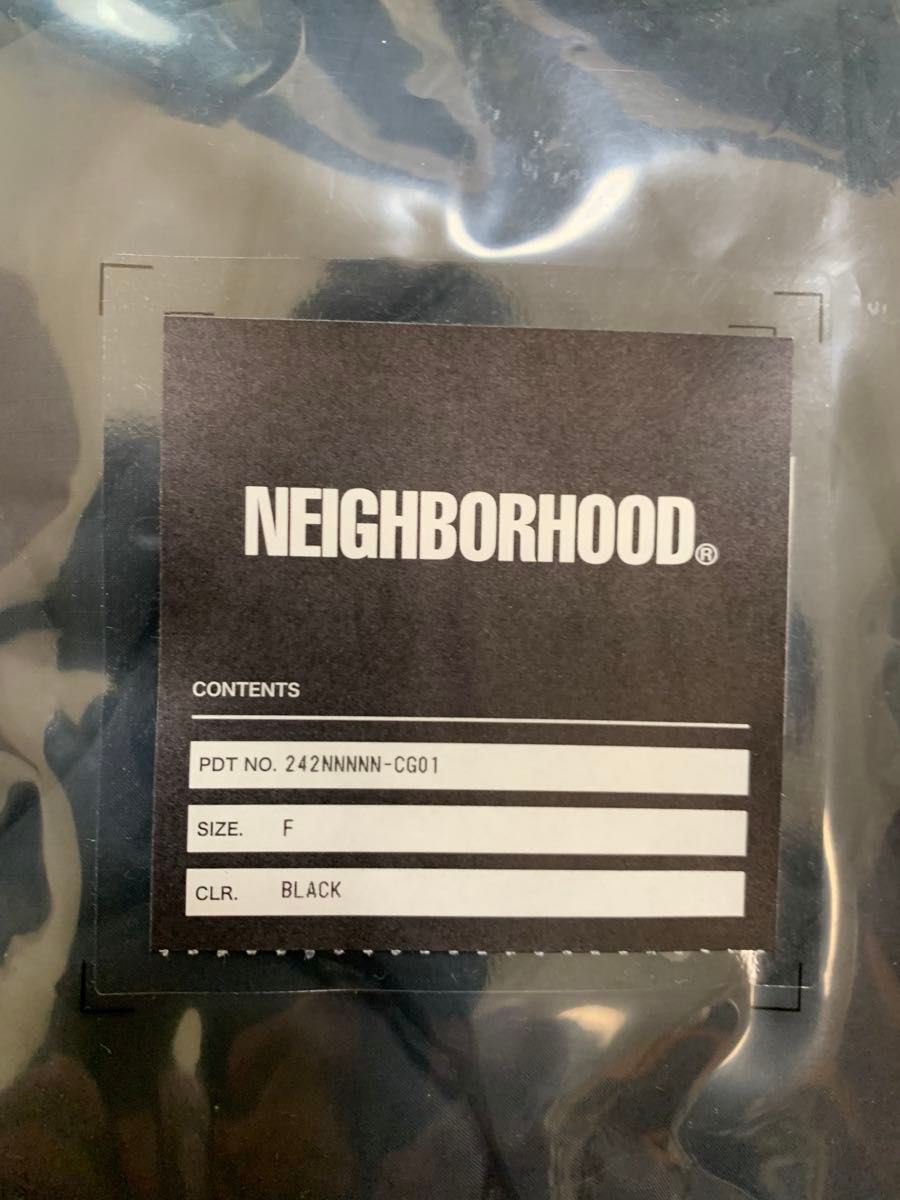 NEIGHBORHOOD®
CONTENTS
PDT NO. 242NNNNN-CG01
SIZE. F
CLR. BLACK